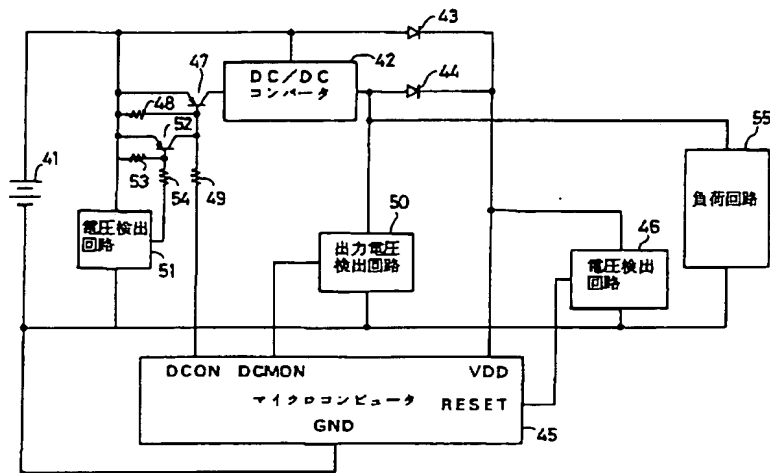 43
47
42
DC/DC
コンバータ
44
48
52
41
53
54
49
電圧検出
回路
51
50
出力電圧
検出回路
46
電圧検出
回路
55
負荷回路
DCON
DCMON
VDD
マイクロコンピュータ
RESET
GND
45